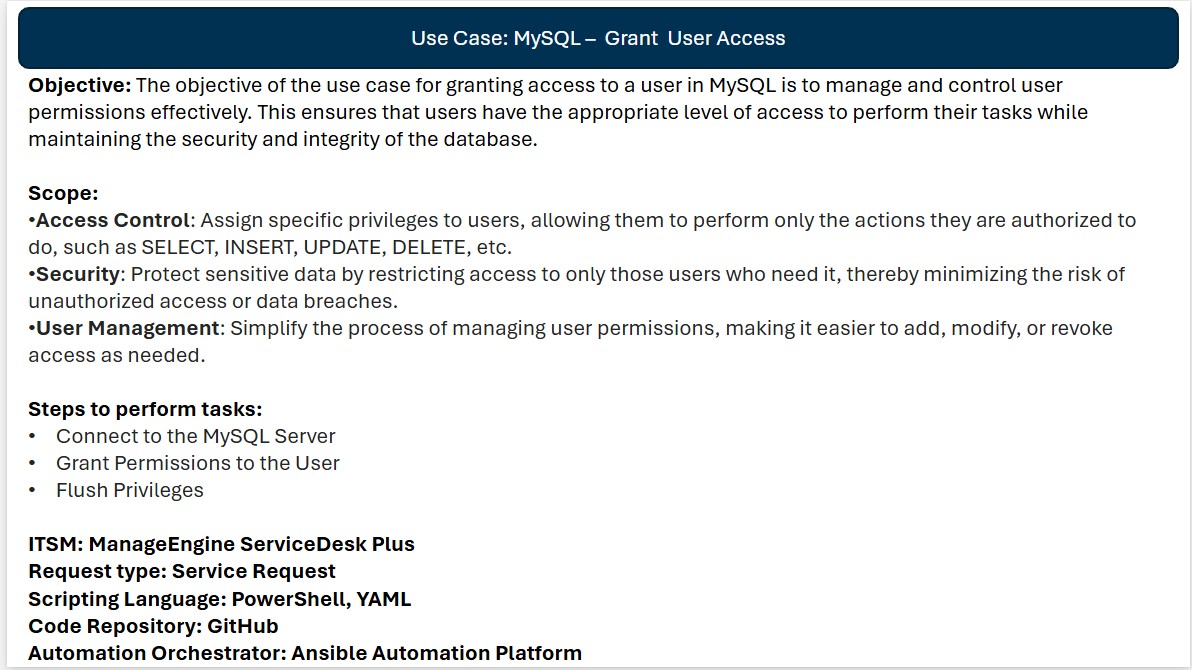 Use Case: MySQL – Grant User Access
Objective: The objective of the use case for granting access to a user in MySQL is to manage and control user
permissions effectively. This ensures that users have the appropriate level of access to perform their tasks while
maintaining the security and integrity of the database.
Scope:
•Access Control: Assign specific privileges to users, allowing them to perform only the actions they are authorized to
do, such as SELECT, INSERT, UPDATE, DELETE, etc.
•Security: Protect sensitive data by restricting access to only those users who need it, thereby minimizing the risk of
unauthorized access or data breaches.
•User Management: Simplify the process of managing user permissions, making it easier to add, modify, or revoke
access as needed.
Steps to perform tasks:
• Connect to the MySQL Server
• Grant Permissions to the User
• Flush Privileges
ITSM: ManageEngine ServiceDesk Plus
Request type: Service Request
Scripting Language: PowerShell, YAML
Code Repository: GitHub
Automation Orchestrator: Ansible Automation Platform